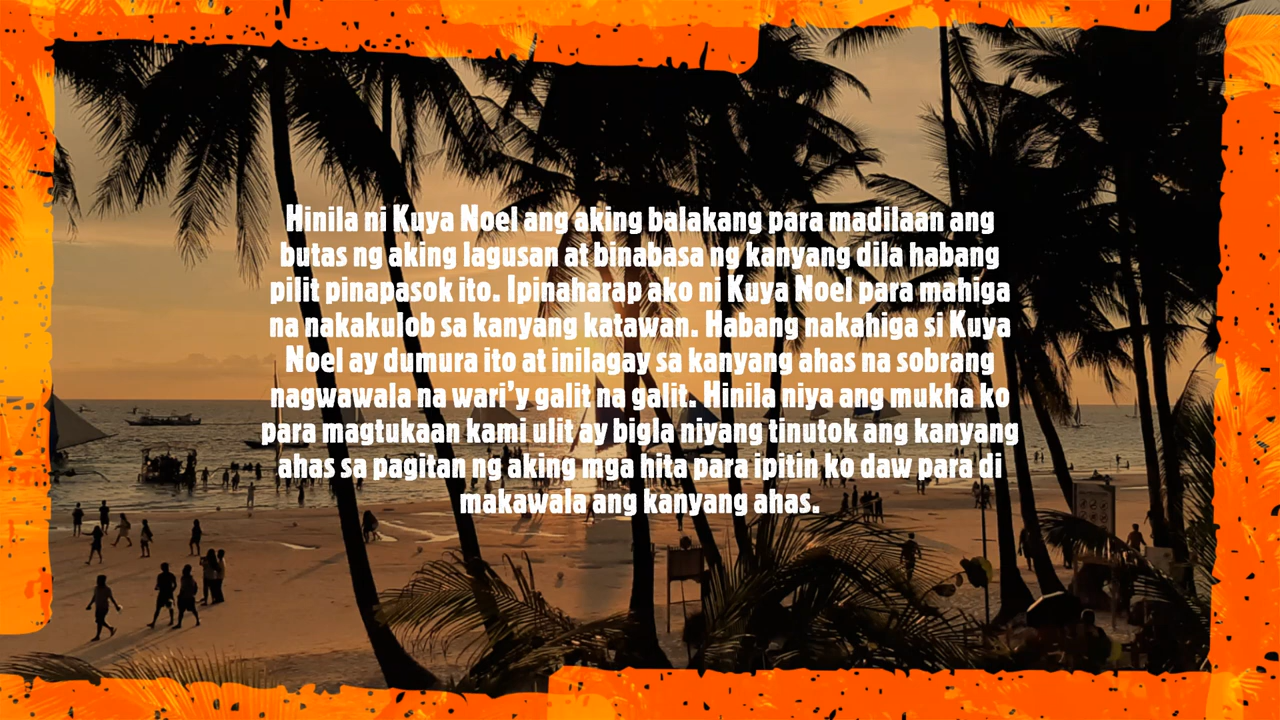 Hinila ni Kuya Noel ang aking balakang para madilaan ang
butas ng aking lagusan at binabasa ng kanyang dila habang
pilit pinapasok ito. Ipinaharap ako ni Kuya Noel para mahiga
na nakakulob sa kanyang katawan. Habang nakahiga si Kuya
Noel ay dumura ito at inilagay sa kanyang ahas na sobrang
nagwawala na wari’y galit na galit. Hinila niya ang mukha ko
para magtukaan kami ulit ay bigla niyang tinutok ang kanyang
ahas sa pagitan ng aking mga hita para ipitin ko daw para di
makawala ang kanyang ahas.